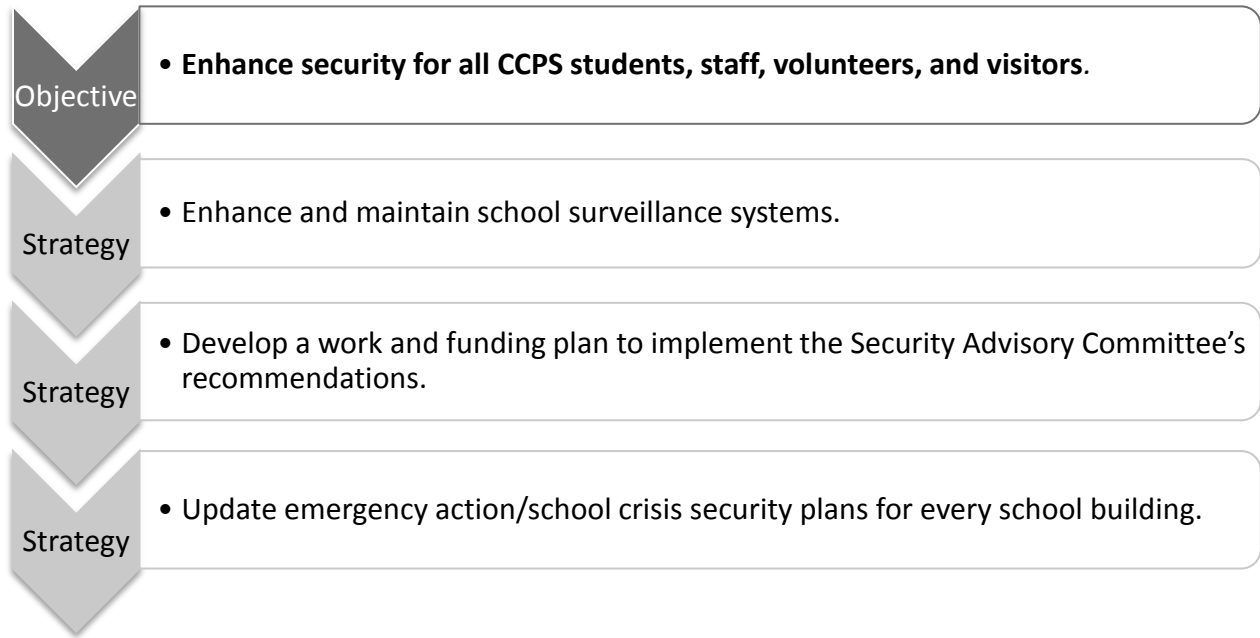 Objective
• Enhance security for all CCPS students, staff, volunteers, and visitors.
Strategy
• Enhance and maintain school surveillance systems.
Strategy
• Develop a work and funding plan to implement the Security Advisory Committee’s
recommendations.
Strategy
• Update emergency action/school crisis security plans for every school building.